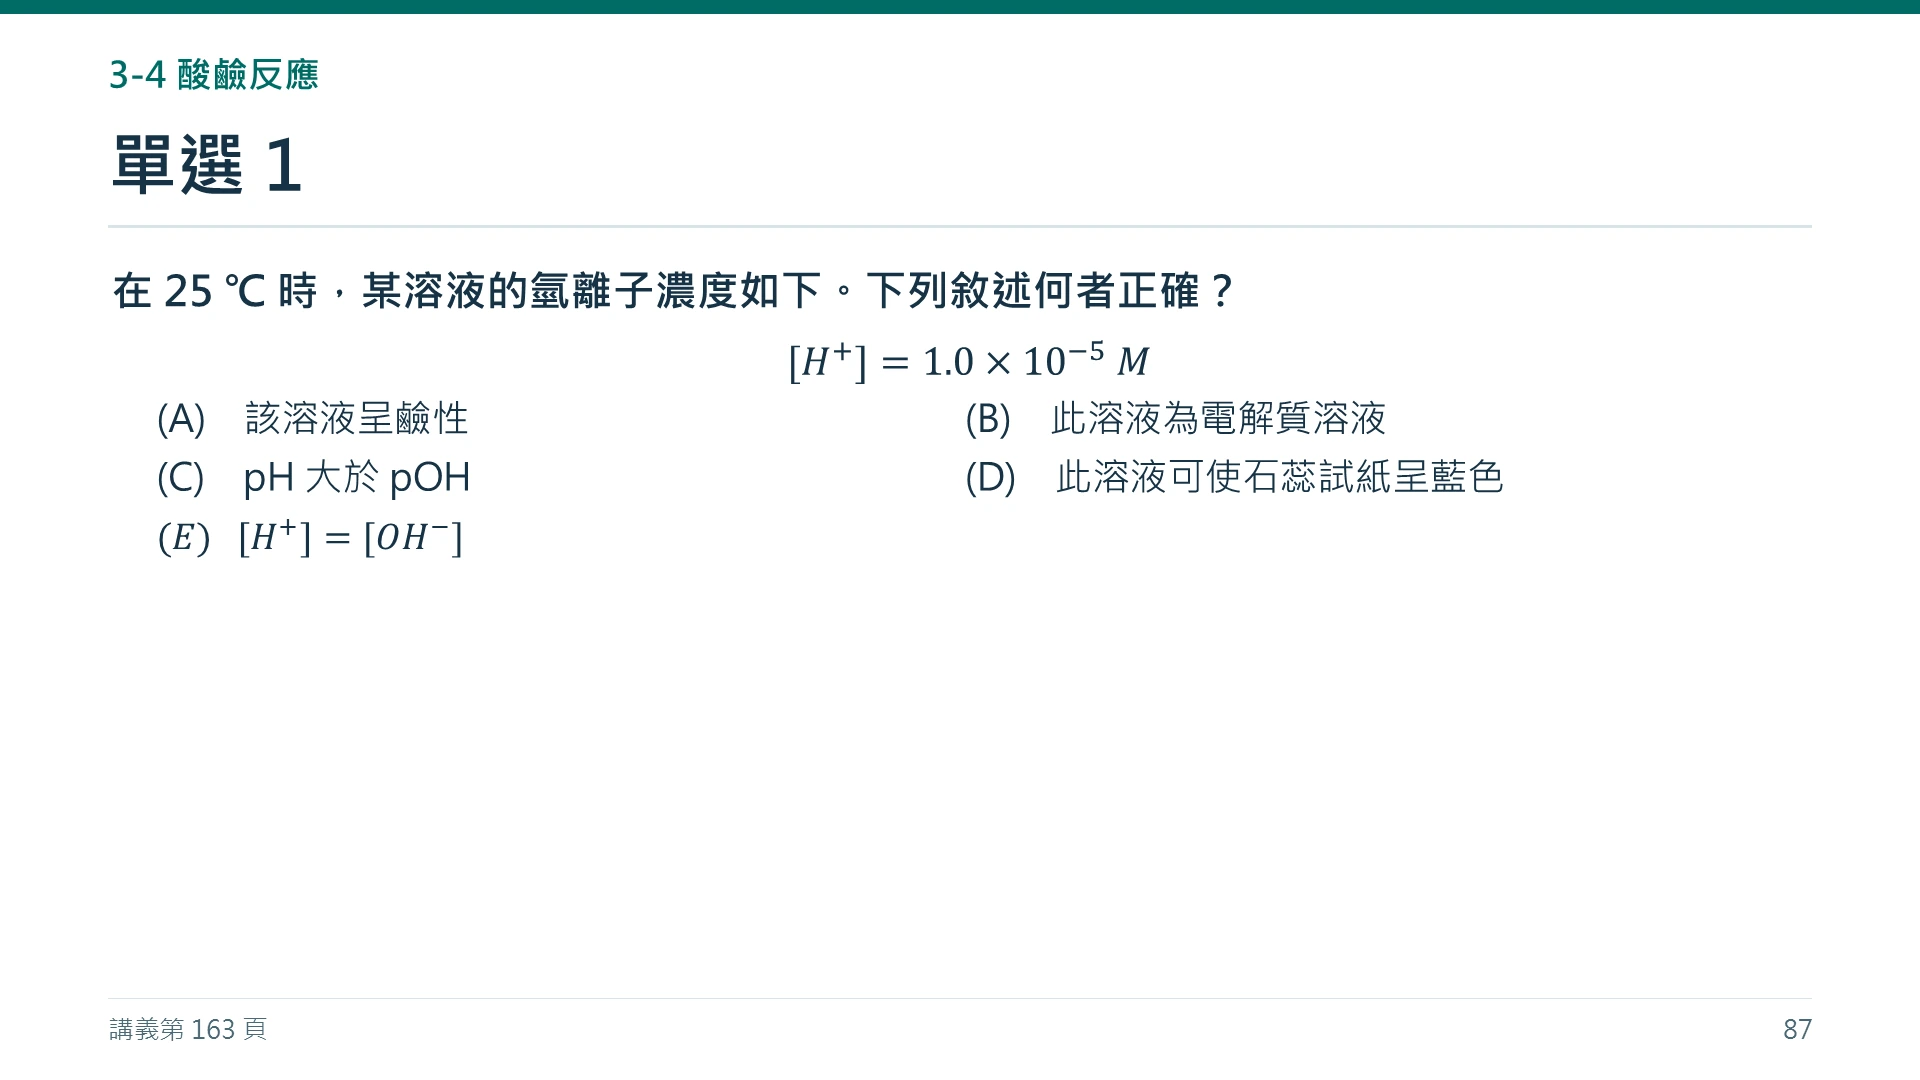 3-4 酸鹼反應
單選 1
在 25 ℃ 時，某溶液的氫離子濃度如下。下列敘述何者正確？
[H⁺] = 1.0 × 10⁻⁵ M
(A) 該溶液呈鹼性 (B) 此溶液為電解質溶液
(C) pH 大於 pOH (D) 此溶液可使石蕊試紙呈藍色
(E) [H⁺] = [OH⁻]
講義第 163 頁 87